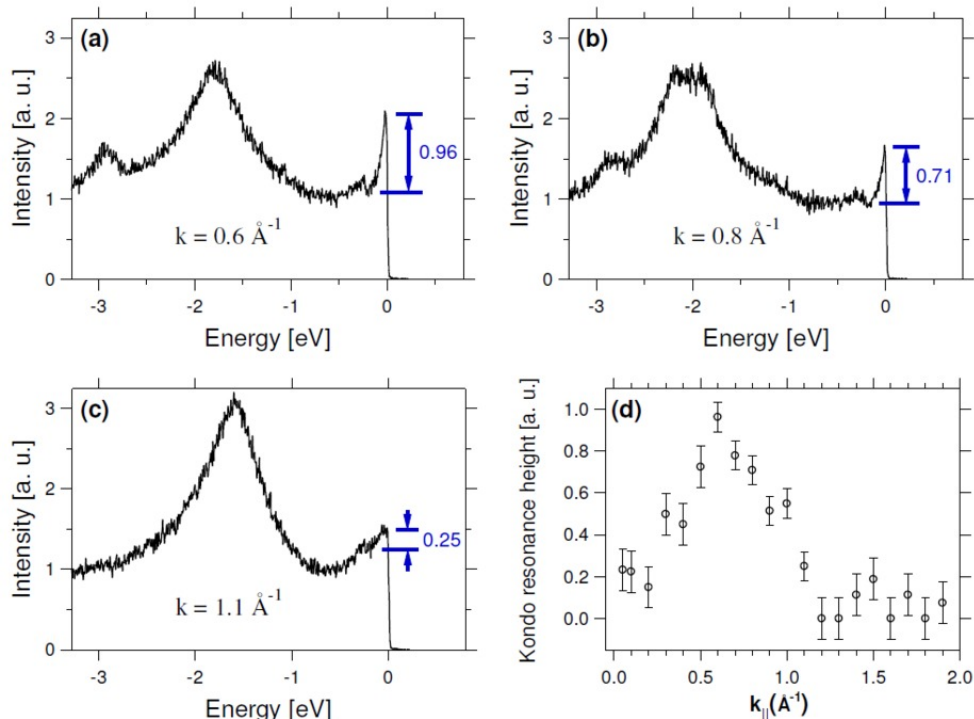 (a)
Intensity [a. u.]
3
2
1
0
0.96
k = 0.6 Å⁻¹
-3 -2 -1 0
Energy [eV]
(b)
Intensity [a. u.]
3
2
1
0
0.71
k = 0.8 Å⁻¹
-3 -2 -1 0
Energy [eV]
(c)
Intensity [a. u.]
3
2
1
0
0.25
k = 1.1 Å⁻¹
-3 -2 -1 0
Energy [eV]
(d)
Kondo resonance height [a. u.]
1.0
0.8
0.6
0.4
0.2
0.0
0.0 0.5 1.0 1.5 2.0
k||(Å⁻¹)